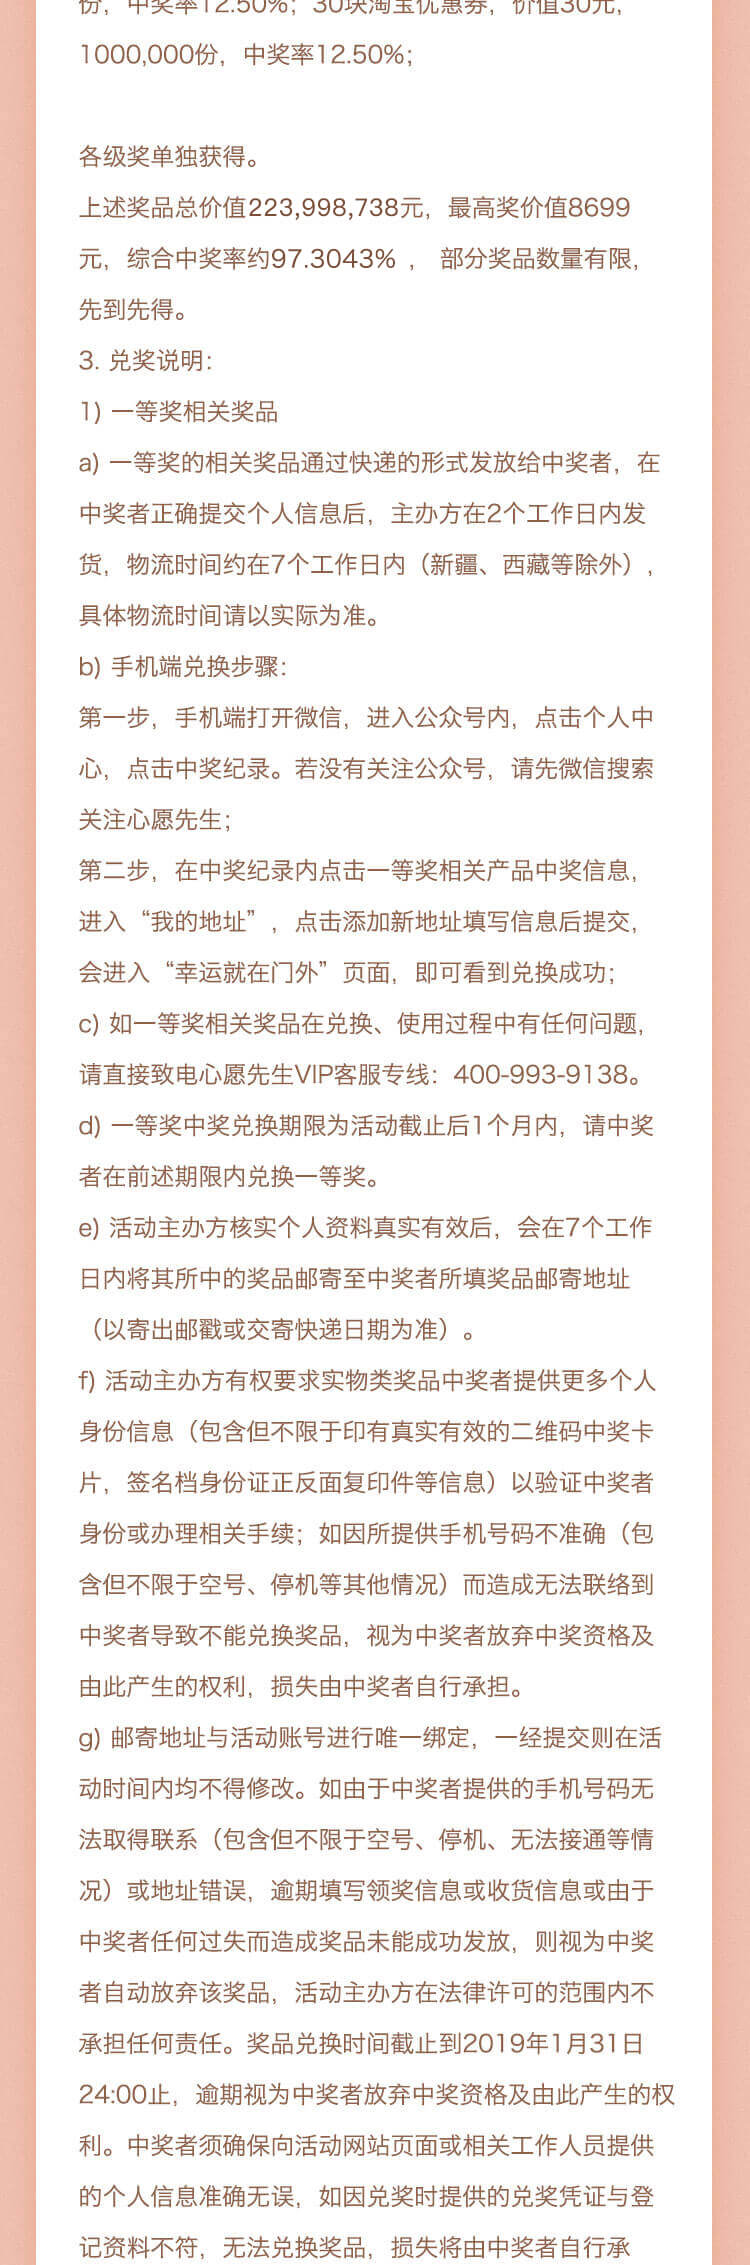 份，中奖率12.50%；30块淘宝优惠券，价值30元，
1000,000份，中奖率12.50%；
各级奖单独获得。
上述奖品总价值223,998,738元，最高奖价值8699
元，综合中奖率约97.3043% ， 部分奖品数量有限，
先到先得。
3. 兑奖说明：
1) 一等奖相关奖品
a) 一等奖的相关奖品通过快递的形式发放给中奖者，在
中奖者正确提交个人信息后，主办方在2个工作日内发
货，物流时间约在7个工作日内（新疆、西藏等除外），
具体物流时间请以实际为准。
b) 手机端兑换步骤：
第一步，手机端打开微信，进入公众号内，点击个人中
心，点击中奖纪录。若没有关注公众号，请先微信搜索
关注心愿先生；
第二步，在中奖纪录内点击一等奖相关产品中奖信息，
进入“我的地址”，点击添加新地址填写信息后提交，
会进入“幸运就在门外”页面，即可看到兑换成功；
c) 如一等奖相关奖品在兑换、使用过程中有任何问题，
请直接致电心愿先生VIP客服专线：400-993-9138。
d) 一等奖中奖兑换期限为活动截止后1个月内，请中奖
者在前述期限内兑换一等奖。
e) 活动主办方核实个人资料真实有效后，会在7个工作
日内将其所中的奖品邮寄至中奖者所填奖品邮寄地址
（以寄出邮戳或交寄快递日期为准）。
f) 活动主办方有权要求实物类奖品中奖者提供更多个人
身份信息（包含但不限于印有真实有效的二维码中奖卡
片，签名档身份证正反面复印件等信息）以验证中奖者
身份或办理相关手续；如因所提供手机号码不准确（包
含但不限于空号、停机等其他情况）而造成无法联络到
中奖者导致不能兑换奖品，视为中奖者放弃中奖资格及
由此产生的权利，损失由中奖者自行承担。
g) 邮寄地址与活动账号进行唯一绑定，一经提交则在活
动时间内均不得修改。如由于中奖者提供的手机号码无
法取得联系（包含但不限于空号、停机、无法接通等情
况）或地址错误，逾期填写领奖信息或收货信息或由于
中奖者任何过失而造成奖品未能成功发放，则视为中奖
者自动放弃该奖品，活动主办方在法律许可的范围内不
承担任何责任。奖品兑换时间截止到2019年1月31日
24:00止，逾期视为中奖者放弃中奖资格及由此产生的权
利。中奖者须确保向活动网站页面或相关工作人员提供
的个人信息准确无误，如因兑奖时提供的兑奖凭证与登
记资料不符，无法兑换奖品，损失将由中奖者自行承